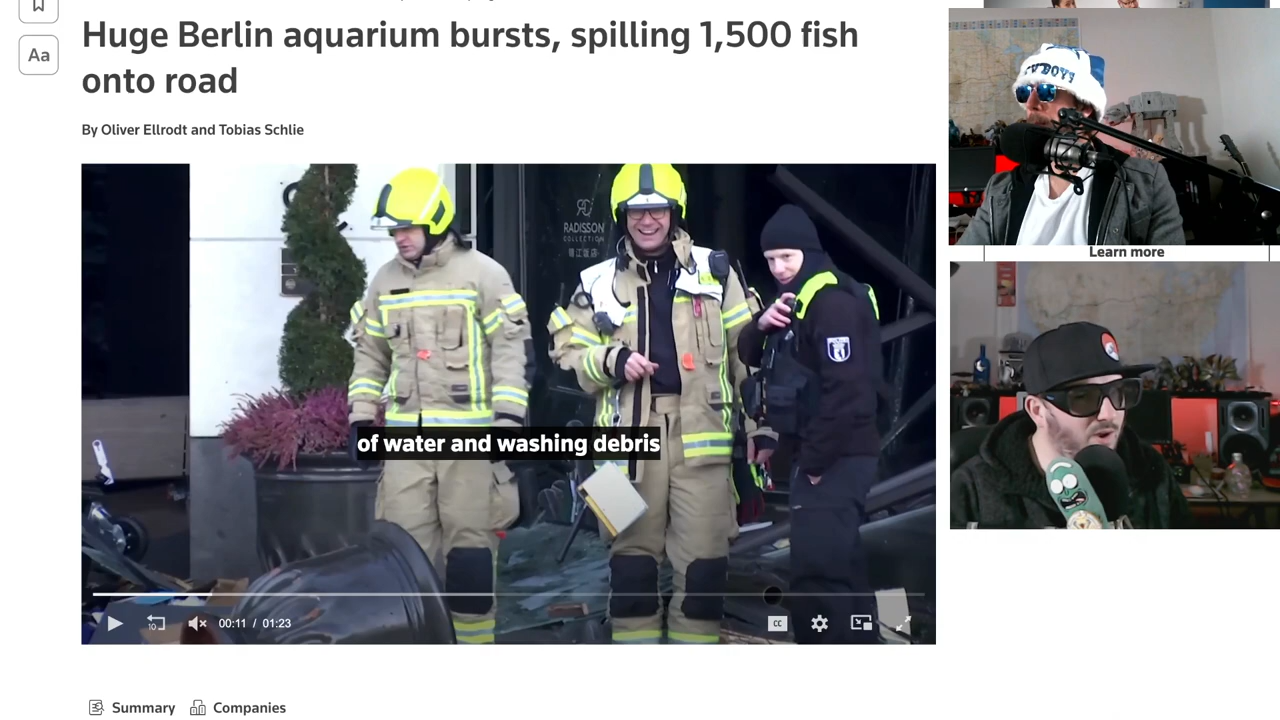 Aa
Huge Berlin aquarium bursts, spilling 1,500 fish
onto road
By Oliver Ellrodt and Tobias Schlie
RADISSON
COLLECTION
of water and washing debris
10
00:11 / 01:23
CC
Summary
Companies
Learn more